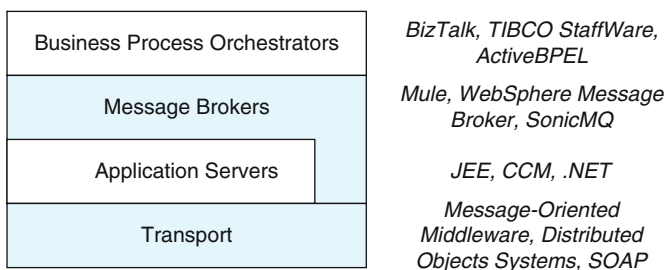 Business Process Orchestrators
BizTalk, TIBCO StaffWare,
ActiveBPEL
Message Brokers
Mule, WebSphere Message
Broker, SonicMQ
Application Servers
JEE, CCM, .NET
Transport
Message-Oriented
Middleware, Distributed
Objects Systems, SOAP